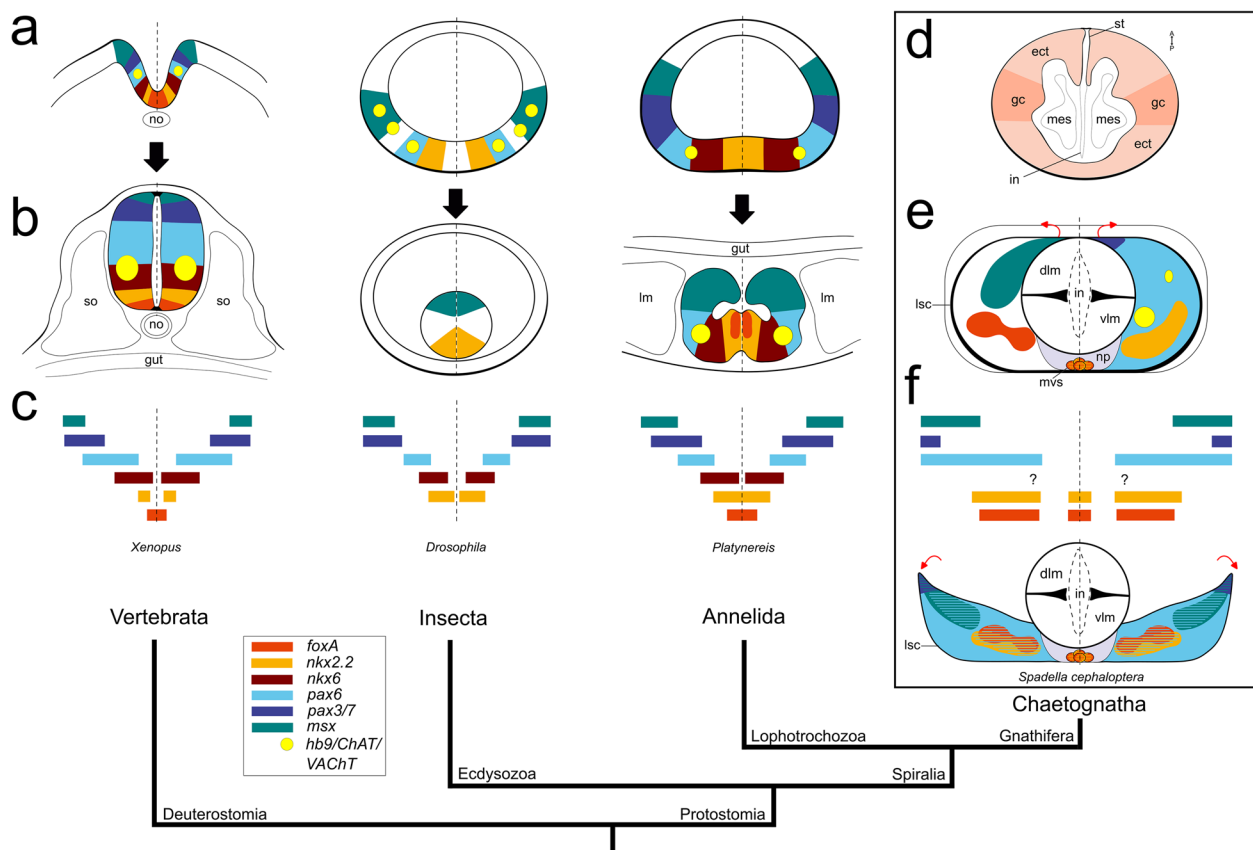 a
no
b
so
so
no
gut
gut
lm
lm
c
Xenopus
Drosophila
Platynereis
d
st
ect
A
P
gc
gc
mes
mes
ect
in
e
dlm
in
lsc
vlm
np
mvs
f
?
?
dlm
in
vlm
lsc
Spadella cephaloptera
Vertebrata
Insecta
Annelida
Chaetognatha
foxA
nkx2.2
nkx6
pax6
pax3/7
msx
hb9/ChAT/
VAChT
Lophotrochozoa
Gnathifera
Ecdysozoa
Spiralia
Deuterostomia
Protostomia